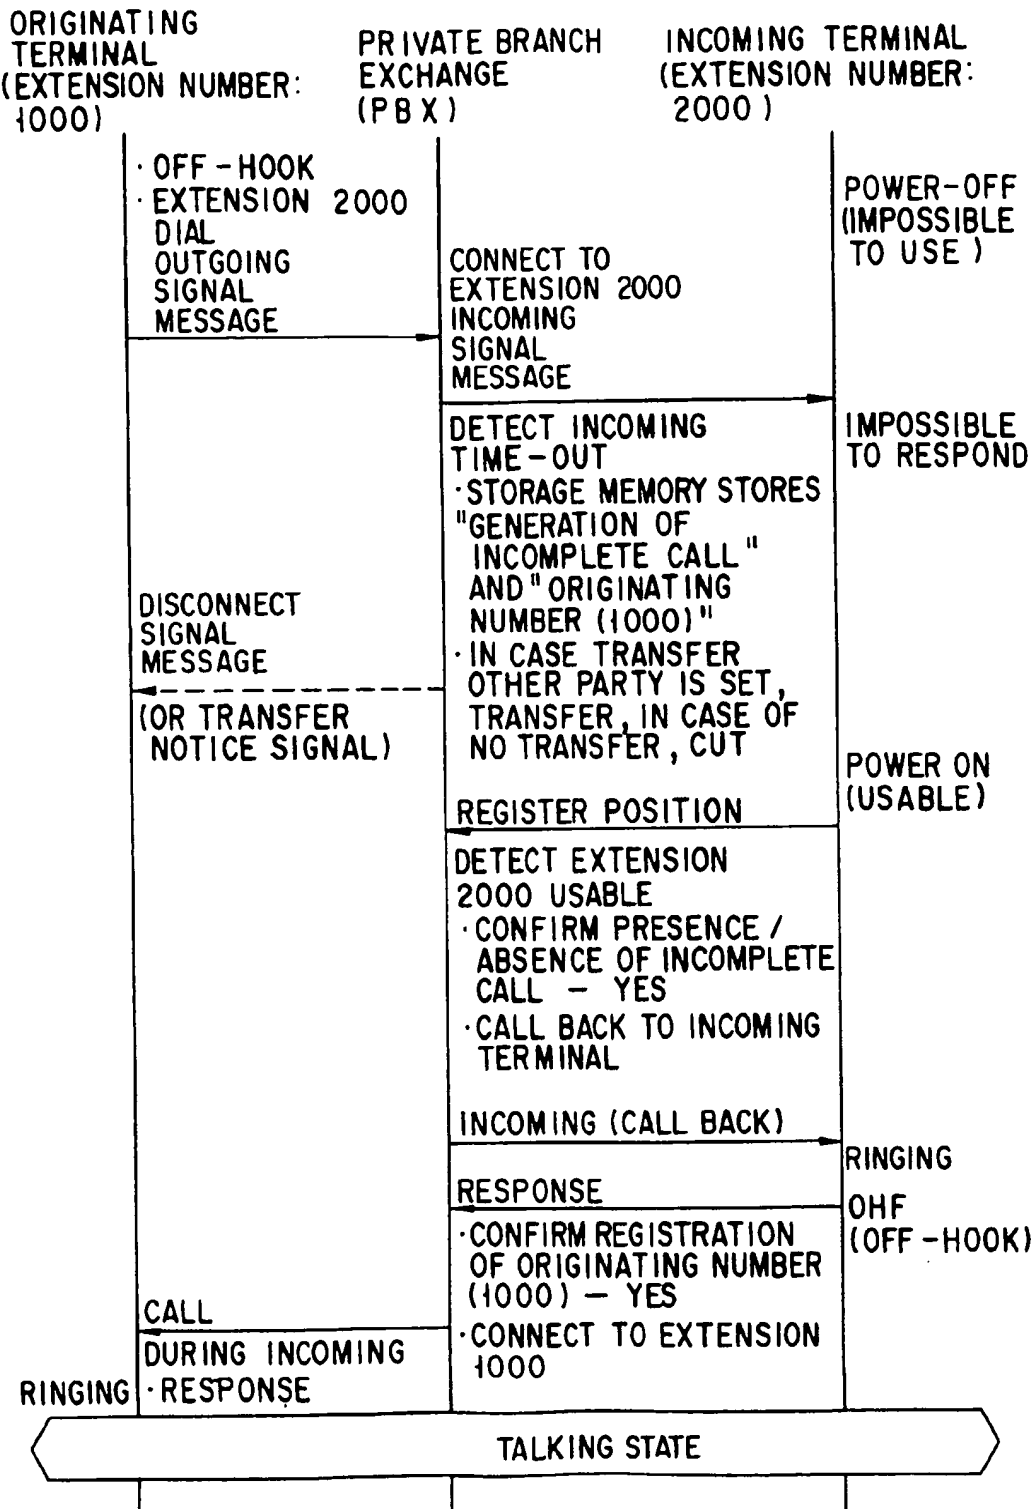 ORIGINATING
TERMINAL
(EXTENSION NUMBER:
1000)
PRIVATE BRANCH
EXCHANGE
(PBX)
INCOMING TERMINAL
(EXTENSION NUMBER:
2000)
· OFF-HOOK
· EXTENSION 2000
DIAL
OUTGOING
SIGNAL
MESSAGE
POWER-OFF
(IMPOSSIBLE
TO USE)
CONNECT TO
EXTENSION 2000
INCOMING
SIGNAL
MESSAGE
DETECT INCOMING
TIME-OUT
· STORAGE MEMORY STORES
"GENERATION OF
INCOMPLETE CALL"
AND "ORIGINATING
NUMBER (1000)"
· IN CASE TRANSFER
OTHER PARTY IS SET,
TRANSFER, IN CASE OF
NO TRANSFER, CUT
IMPOSSIBLE
TO RESPOND
DISCONNECT
SIGNAL
MESSAGE
(OR TRANSFER
NOTICE SIGNAL)
POWER ON
(USABLE)
REGISTER POSITION
DETECT EXTENSION
2000 USABLE
· CONFIRM PRESENCE /
ABSENCE OF INCOMPLETE
CALL – YES
· CALL BACK TO INCOMING
TERMINAL
INCOMING (CALL BACK)
RINGING
RESPONSE
OHF
(OFF-HOOK)
· CONFIRM REGISTRATION
OF ORIGINATING NUMBER
(1000) – YES
· CONNECT TO EXTENSION
1000
CALL
DURING INCOMING
· RESPONSE
RINGING
TALKING STATE